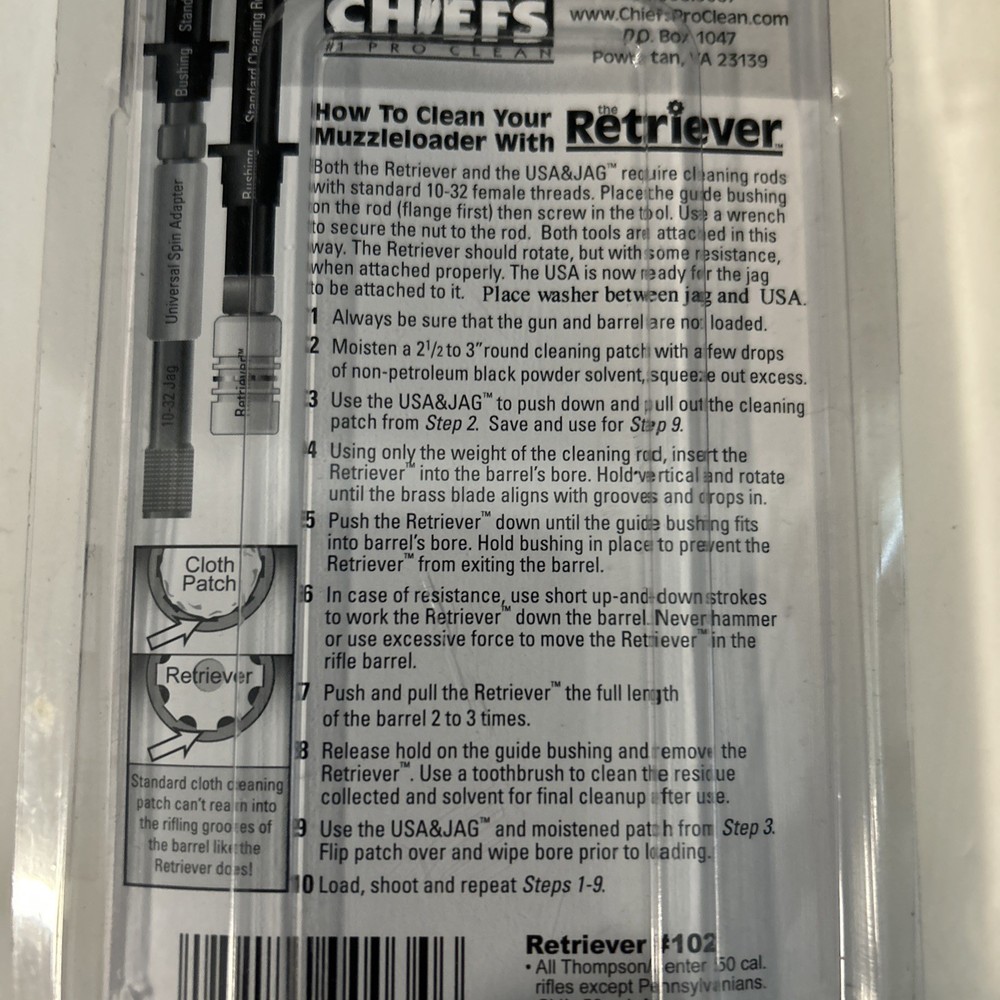 CHIEFS
#1 PRO CLEAN
www.ChiefsProClean.com
P.O. Box 1047
Powhatan, VA 23139
How To Clean Your
Muzzleloader With
the Retriever™
Both the Retriever and the USA&JAG™ require cleaning rods
with standard 10-32 female threads. Place the guide bushing
on the rod (flange first) then screw in the tool. Use a wrench
to secure the nut to the rod. Both tools are attached in this
way. The Retriever should rotate, but with some resistance,
when attached properly. The USA is now ready for the jag
to be attached to it. Place washer between jag and USA.
1 Always be sure that the gun and barrel are not loaded.
2 Moisten a 2 1/2 to 3" round cleaning patch with a few drops
of non-petroleum black powder solvent, squeeze out excess.
3 Use the USA&JAG™ to push down and pull out the cleaning
patch from Step 2. Save and use for Step 9.
4 Using only the weight of the cleaning rod, insert the
Retriever™ into the barrel's bore. Hold vertical and rotate
until the brass blade aligns with grooves and drops in.
5 Push the Retriever™ down until the guide bushing fits
into barrel's bore. Hold bushing in place to prevent the
Retriever™ from exiting the barrel.
6 In case of resistance, use short up-and-down strokes
to work the Retriever™ down the barrel. Never hammer
or use excessive force to move the Retriever™ in the
rifle barrel.
7 Push and pull the Retriever™ the full length
of the barrel 2 to 3 times.
8 Release hold on the guide bushing and remove the
Retriever™. Use a toothbrush to clean the residue
collected and solvent for final cleanup after use.
9 Use the USA&JAG™ and moistened patch from Step 3.
Flip patch over and wipe bore prior to loading.
10 Load, shoot and repeat Steps 1-9.
Bushing
Universal Spin Adapter
10-32 Jag
Standard Cleaning
Bushing
Retriever™
Cloth
Patch
Retriever
Standard cloth cleaning
patch can't reach into
the rifling grooves of
the barrel like the
Retriever does!
Retriever #102
• All Thompson/Center .50 cal.
rifles except Pennsylvanians.